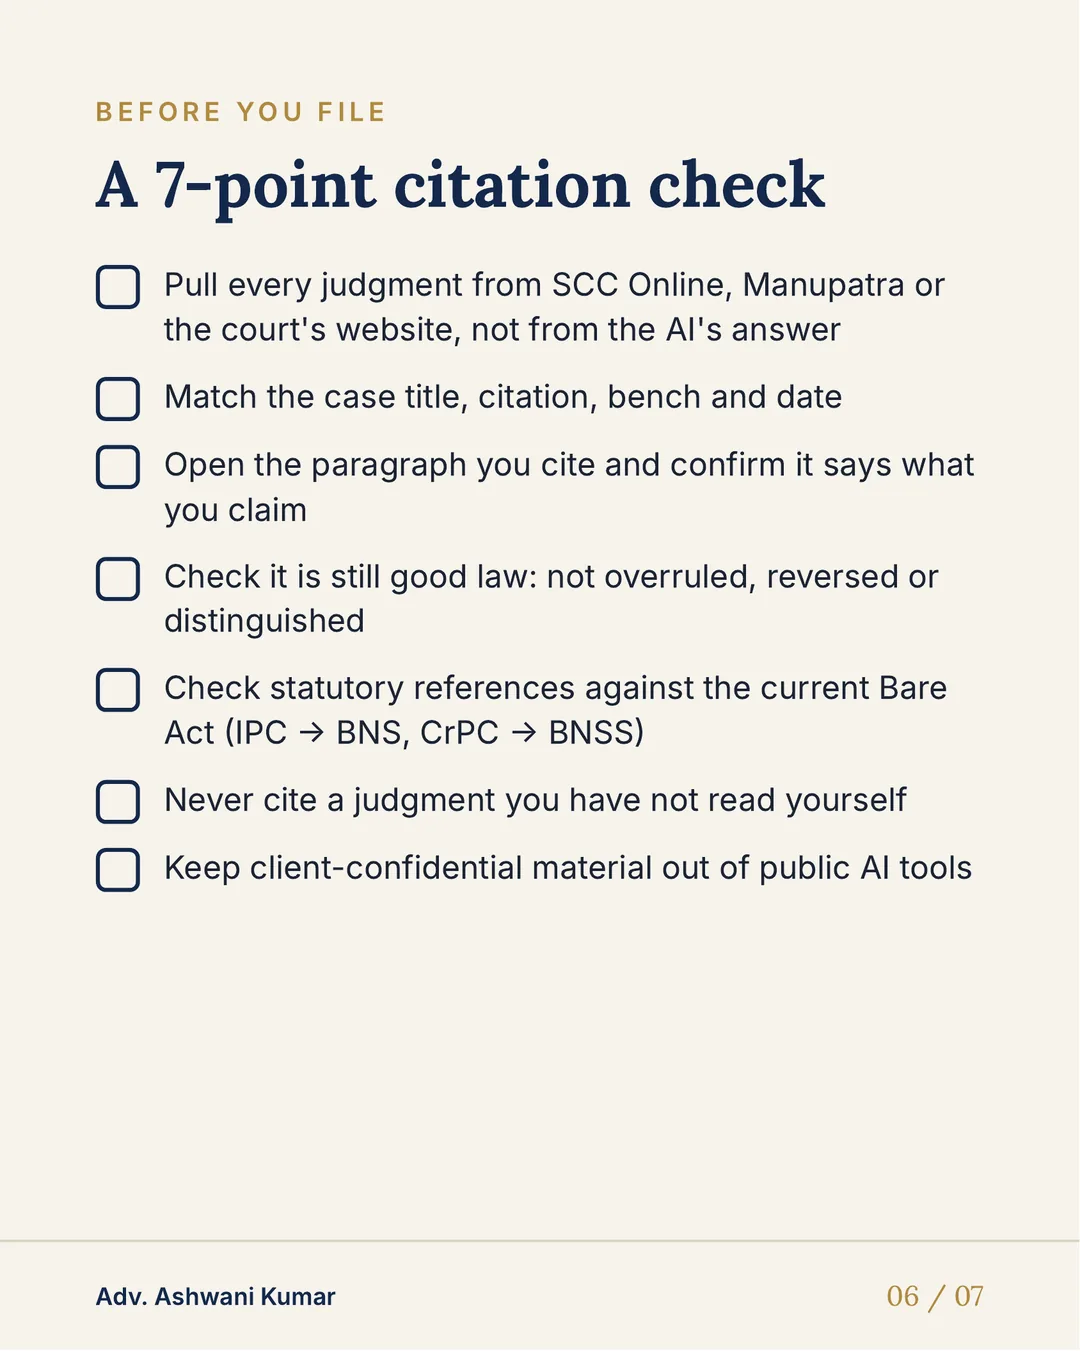 BEFORE YOU FILE
A 7-point citation check
Pull every judgment from SCC Online, Manupatra or
the court's website, not from the AI's answer
Match the case title, citation, bench and date
Open the paragraph you cite and confirm it says what
you claim
Check it is still good law: not overruled, reversed or
distinguished
Check statutory references against the current Bare
Act (IPC → BNS, CrPC → BNSS)
Never cite a judgment you have not read yourself
Keep client-confidential material out of public AI tools
Adv. Ashwani Kumar
06 / 07